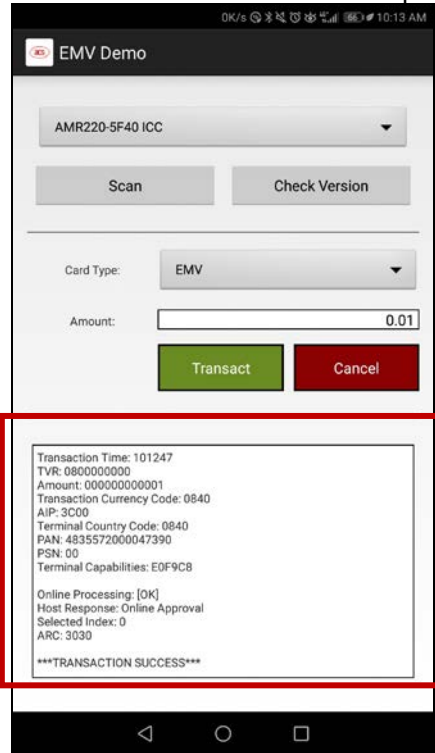 0K/s 10:13 AM
ACS EMV Demo
AMR220-5F40 ICC
Scan Check Version
Card Type: EMV
Amount: 0.01
Transact Cancel
Transaction Time: 101247
TVR: 0800000000
Amount: 000000000001
Transaction Currency Code: 0840
AIP: 3C00
Terminal Country Code: 0840
PAN: 4835572000047390
PSN: 00
Terminal Capabilities: E0F9C8
Online Processing: [OK]
Host Response: Online Approval
Selected Index: 0
ARC: 3030
***TRANSACTION SUCCESS***